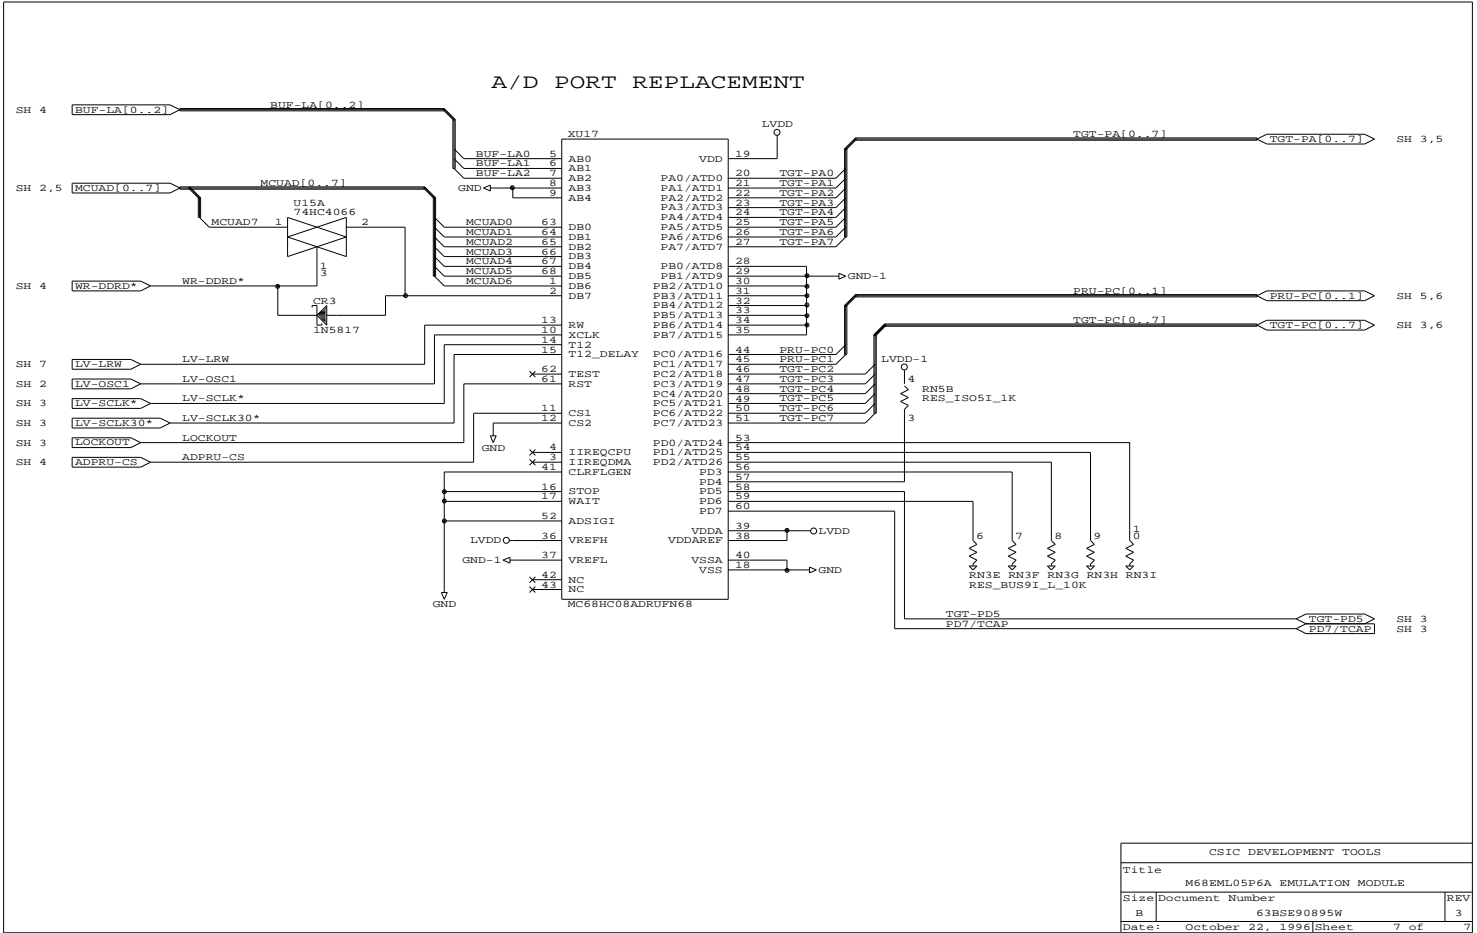 A/D PORT REPLACEMENT
SH 4 BUF-LA[0..2] BUF-LA[0..2]
SH 2,5 MCUAD[0..7] MCUAD[0..7]
U15A
74HC4066
MCUAD7 1 2
1
3
SH 4 WR-DDRD* WR-DDRD*
CR3
1N5817
SH 7 LV-LRW LV-LRW
SH 2 LV-OSC1 LV-OSC1
SH 3 LV-SCLK* LV-SCLK*
SH 3 LV-SCLK30* LV-SCLK30*
SH 3 LOCKOUT LOCKOUT
SH 4 ADPRU-CS ADPRU-CS
XU17
BUF-LA0 5 AB0
BUF-LA1 6 AB1
BUF-LA2 7 AB2
GND 8 AB3
9 AB4
MCUAD0 63 DB0
MCUAD1 64 DB1
MCUAD2 65 DB2
MCUAD3 66 DB3
MCUAD4 67 DB4
MCUAD5 68 DB5
MCUAD6 1 DB6
2 DB7
13 RW
10 XCLK
14 T12
15 T12_DELAY
62 TEST
61 RST
11 CS1
12 CS2
GND
4 IIREQCPU
3 IIREQDMA
41 CLRFLGEN
16 STOP
17 WAIT
52 ADSIGI
LVDD 36 VREFH
GND-1 37 VREFL
42 NC
43 NC
GND
MC68HC08ADRUFN68
LVDD
VDD 19
PA0/ATD0 20 TGT-PA0
PA1/ATD1 21 TGT-PA1
PA2/ATD2 22 TGT-PA2
PA3/ATD3 23 TGT-PA3
PA4/ATD4 24 TGT-PA4
PA5/ATD5 25 TGT-PA5
PA6/ATD6 26 TGT-PA6
PA7/ATD7 27 TGT-PA7
PB0/ATD8 28
PB1/ATD9 29 GND-1
PB2/ATD10 30
PB3/ATD11 31
PB4/ATD12 32
PB5/ATD13 33
PB6/ATD14 34
PB7/ATD15 35
PC0/ATD16 44 PRU-PC0
PC1/ATD17 45 PRU-PC1
PC2/ATD18 46 TGT-PC2
PC3/ATD19 47 TGT-PC3
PC4/ATD20 48 TGT-PC4
PC5/ATD21 49 TGT-PC5
PC6/ATD22 50 TGT-PC6
PC7/ATD23 51 TGT-PC7
PD0/ATD24 53
PD1/ATD25 54
PD2/ATD26 55
PD3 56
PD4 57
PD5 58
PD6 59
PD7 60
VDDA 39 LVDD
VDDAREF 38
VSSA 40
VSS 18 GND
TGT-PA[0..7] TGT-PA[0..7] SH 3,5
PRU-PC[0..1] PRU-PC[0..1] SH 5,6
TGT-PC[0..7] TGT-PC[0..7] SH 3,6
LVDD-1
4
RN5B
RES_ISO5I_1K
3
6 7 8 9 1
0
RN3E RN3F RN3G RN3H RN3I
RES_BUS9I_L_10K
TGT-PD5 TGT-PD5 SH 3
PD7/TCAP PD7/TCAP SH 3
CSIC DEVELOPMENT TOOLS
Title
M68EML05P6A EMULATION MODULE
Size Document Number REV
B 63BSE90895W 3
Date: October 22, 1996 Sheet 7 of 7